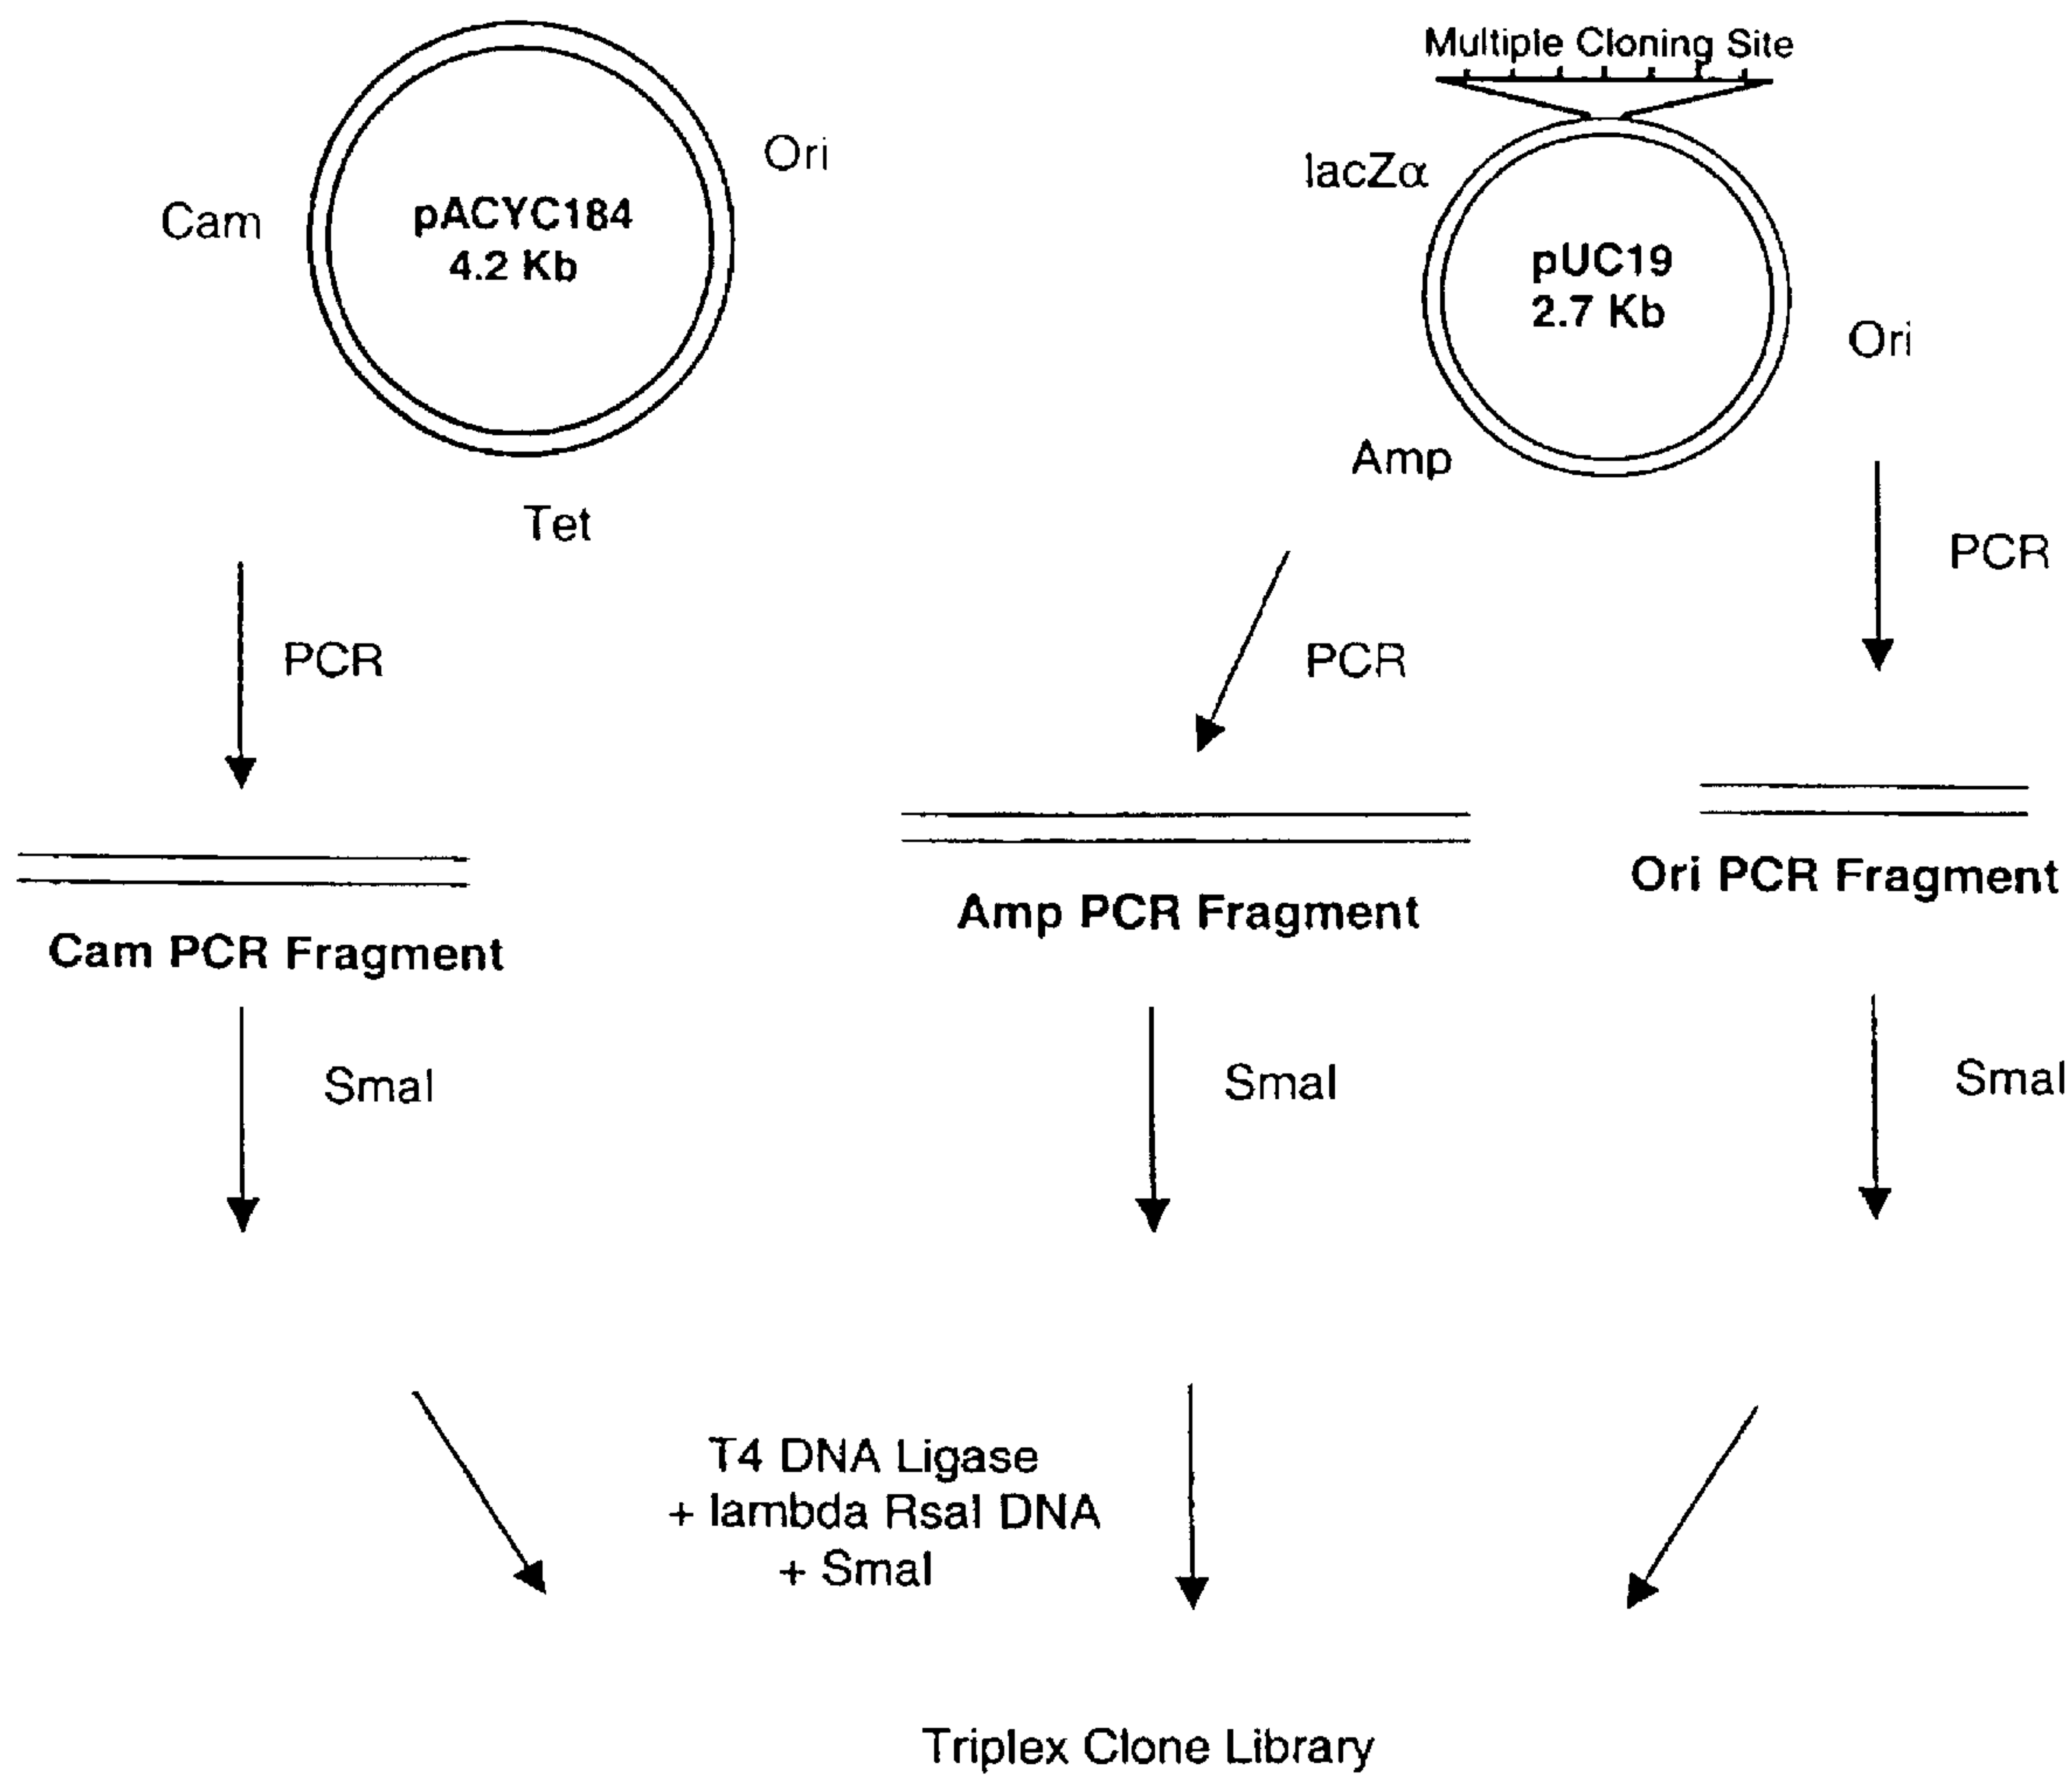 Multiple Cloning Site
Ori
lacZα
Cam
pACYC184
4.2 Kb
pUC19
2.7 Kb
Ori
Amp
Tet
PCR
PCR
PCR
Ori PCR Fragment
Amp PCR Fragment
Cam PCR Fragment
SmaI
SmaI
SmaI
T4 DNA Ligase
+ lambda RsaI DNA
+ SmaI
Triplex Clone Library